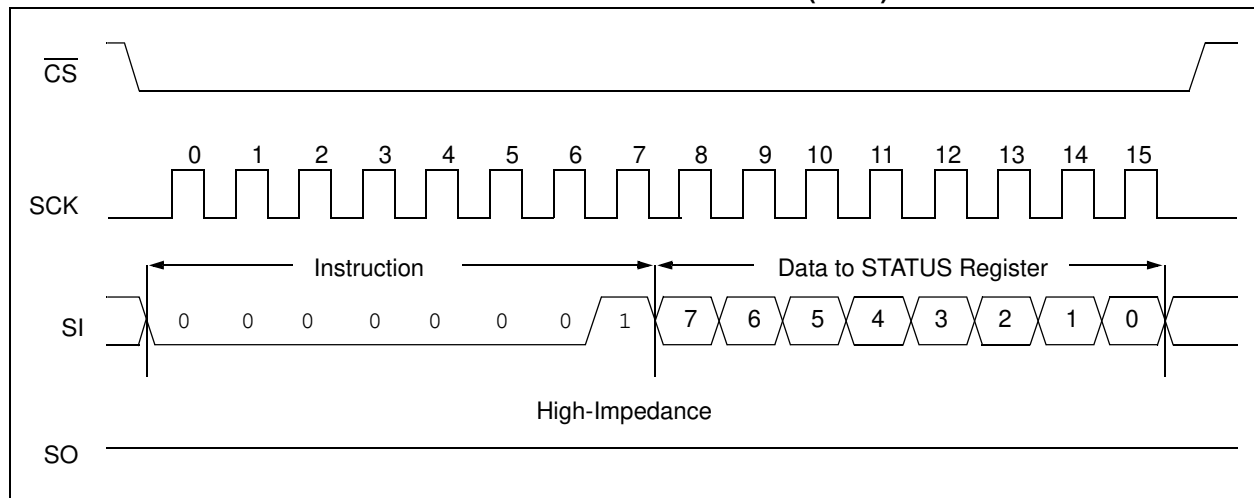 CS
0 1 2 3 4 5 6 7 8 9 10 11 12 13 14 15
SCK
Instruction Data to STATUS Register
SI 0 0 0 0 0 0 0 1 7 6 5 4 3 2 1 0
High-Impedance
SO